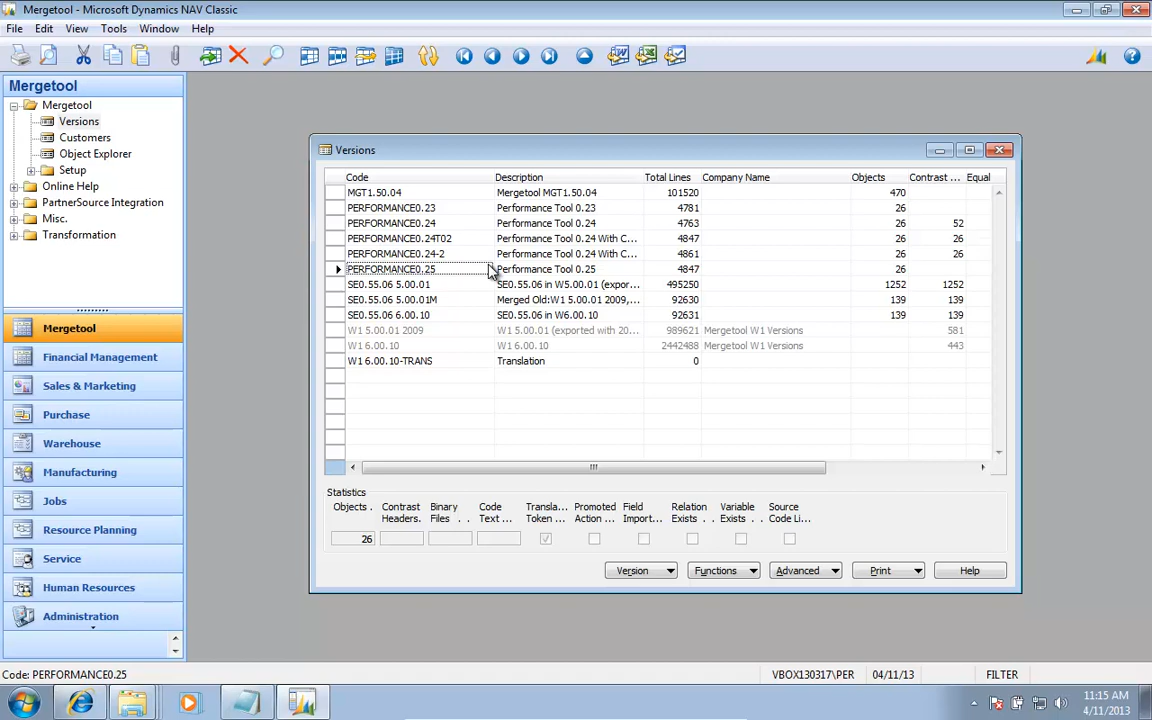 Mergetool - Microsoft Dynamics NAV Classic
File Edit View Tools Window Help
Mergetool
Mergetool
Versions
Customers
Object Explorer
Setup
Online Help
PartnerSource Integration
Misc.
Transformation
Mergetool
Financial Management
Sales & Marketing
Purchase
Warehouse
Manufacturing
Jobs
Resource Planning
Service
Human Resources
Administration
Versions
Code Description Total Lines Company Name Objects Contrast ... Equal
MGT1.50.04 Mergetool MGT1.50.04 101520 470
PERFORMANCE0.23 Performance Tool 0.23 4781 26
PERFORMANCE0.24 Performance Tool 0.24 4763 26 52
PERFORMANCE0.24T02 Performance Tool 0.24 With C... 4847 26 26
PERFORMANCE0.24-2 Performance Tool 0.24 With C... 4861 26 26
PERFORMANCE0.25 Performance Tool 0.25 4847 26
SE0.55.06 5.00.01 SE0.55.06 in W5.00.01 (expor... 495250 1252 1252
SE0.55.06 5.00.01M Merged Old:W1 5.00.01 2009,... 92630 139 139
SE0.55.06 6.00.10 SE0.55.06 in W6.00.10 92631 139 139
W1 5.00.01 2009 W1 5.00.01 (exported with 20... 989621 Mergetool W1 Versions 581
W1 6.00.10 W1 6.00.10 2442488 Mergetool W1 Versions 443
W1 6.00.10-TRANS Translation 0
Statistics
Objects . Contrast Headers. Binary Files . . Code Text ... Transla... Token ... Promoted Action ... Field Import... Relation Exists . . Variable Exists . . Source Code Li...
26
Version Functions Advanced Print Help
Code: PERFORMANCE0.25 VBOX130317\PER 04/11/13 FILTER
11:15 AM
4/11/2013